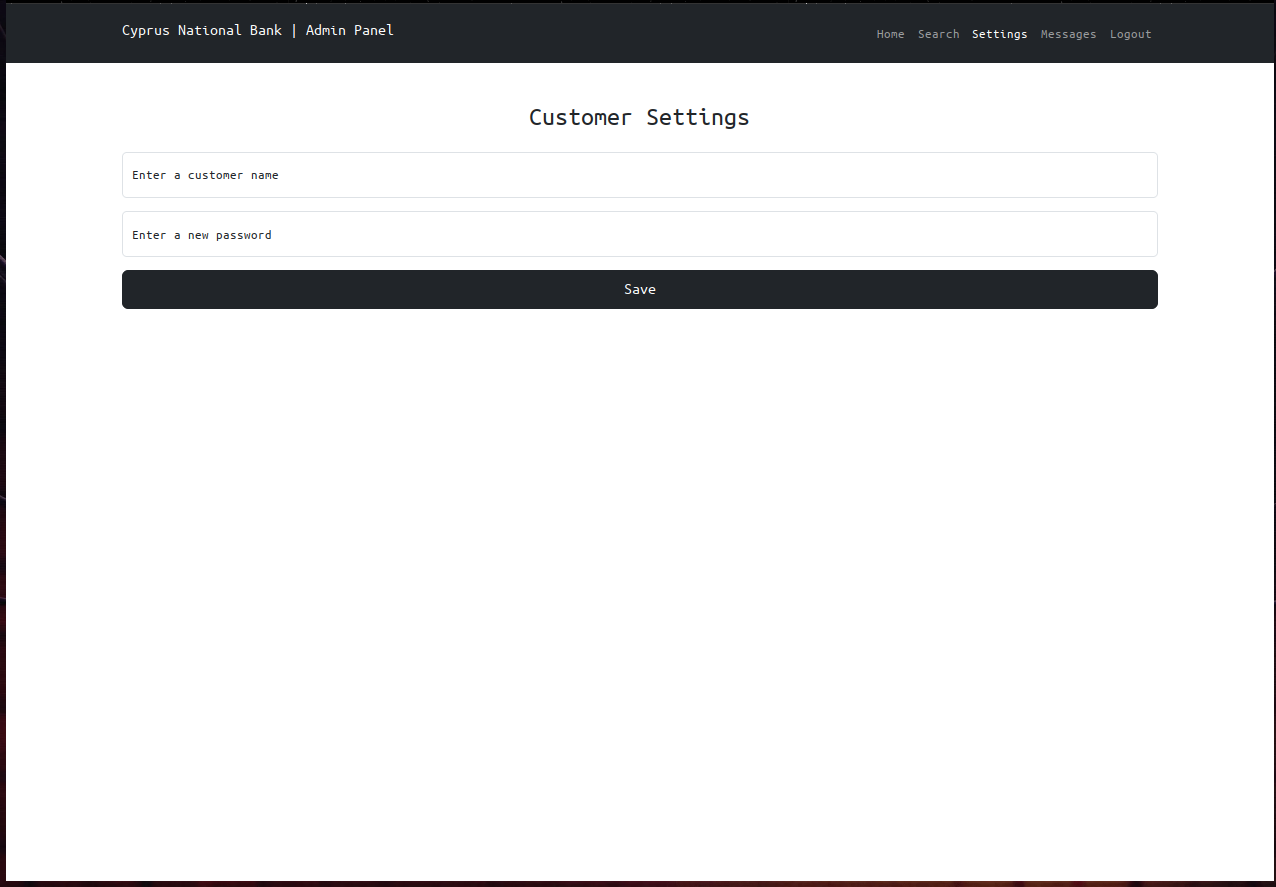 Cyprus National Bank | Admin Panel
Home Search Settings Messages Logout
Customer Settings
Enter a customer name
Enter a new password
Save